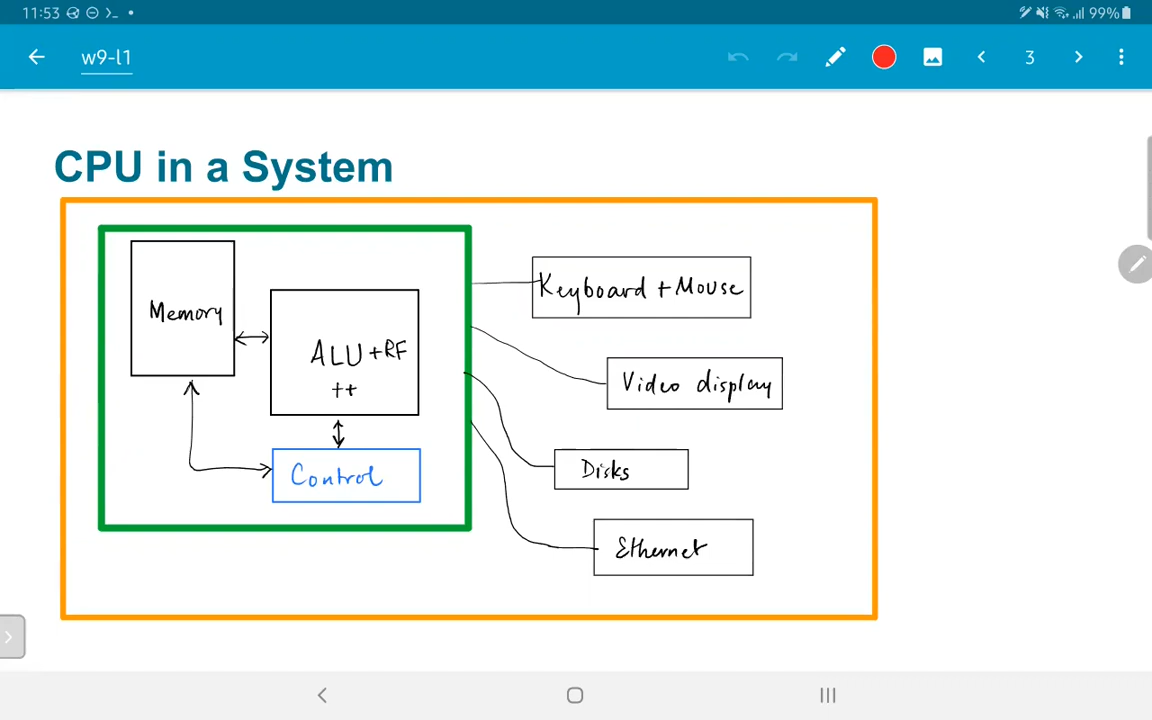 11:53
99%
w9-l1
3
CPU in a System
Memory
ALU+RF
++
Control
Keyboard + Mouse
Video display
Disks
Ethernet